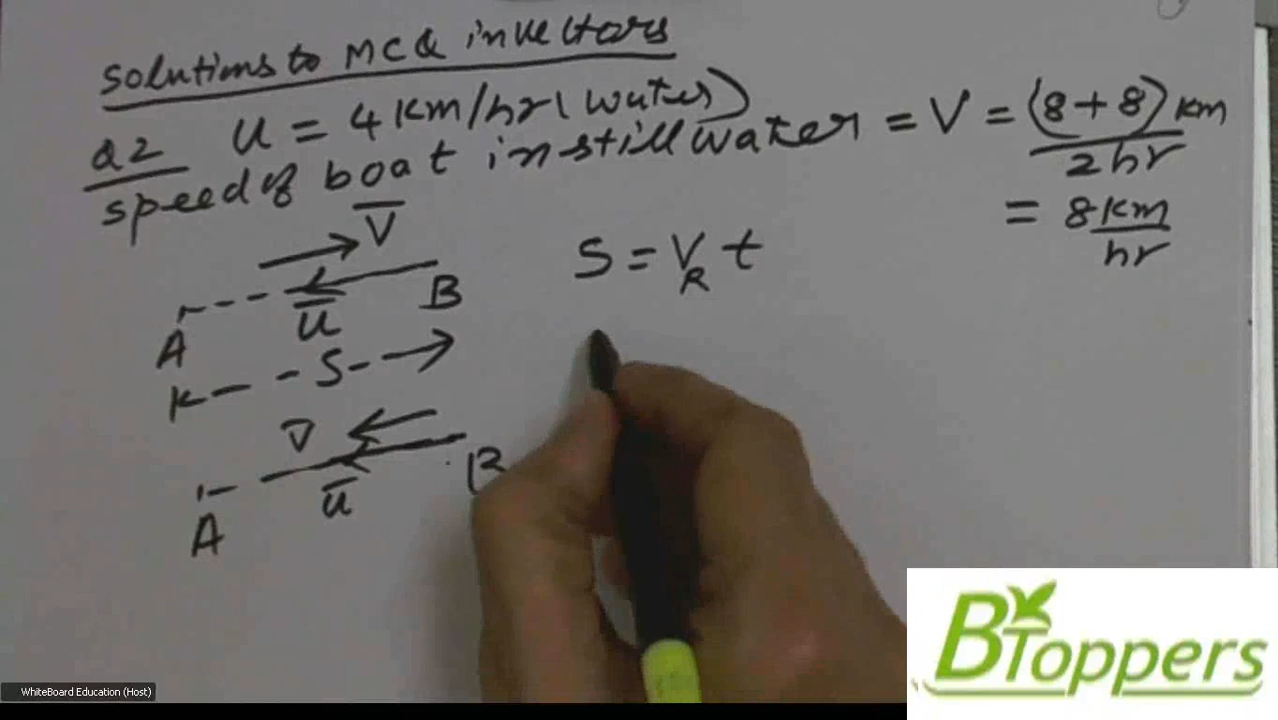 Solutions to MCQ in vectors
Q2 U = 4 Km/hr (water)
speed of boat in still water = V = (8+8) km
2 hr
= 8 km
hr
V
S = V_R t
U
A
B
K - - S - - →
V
U
A
B
BToppers
WhiteBoard Education (Host)